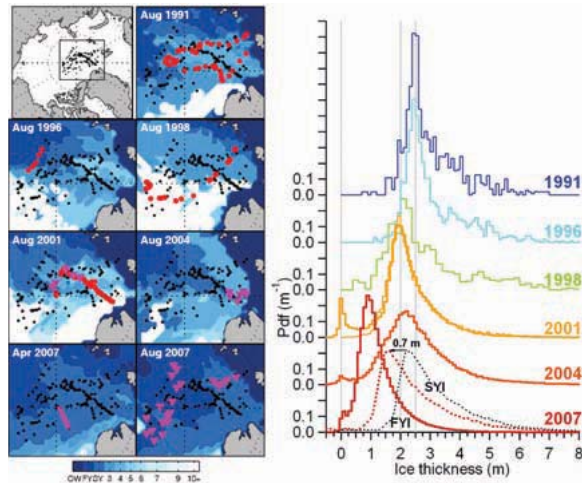 Aug 1991
Aug 1996
Aug 1998
Aug 2001
Aug 2004
Apr 2007
Aug 2007
OW FY SY 3 4 5 6 7 9 10+
Pdf (m⁻¹)
0.1
0.0
1991
0.1
0.0
1996
0.1
0.0
1998
0.1
0.0
2001
0.1
0.0
2004
0.7 m
SYI
FYI
0.1
0.0
2007
0 1 2 3 4 5 6 7 8
Ice thickness (m)